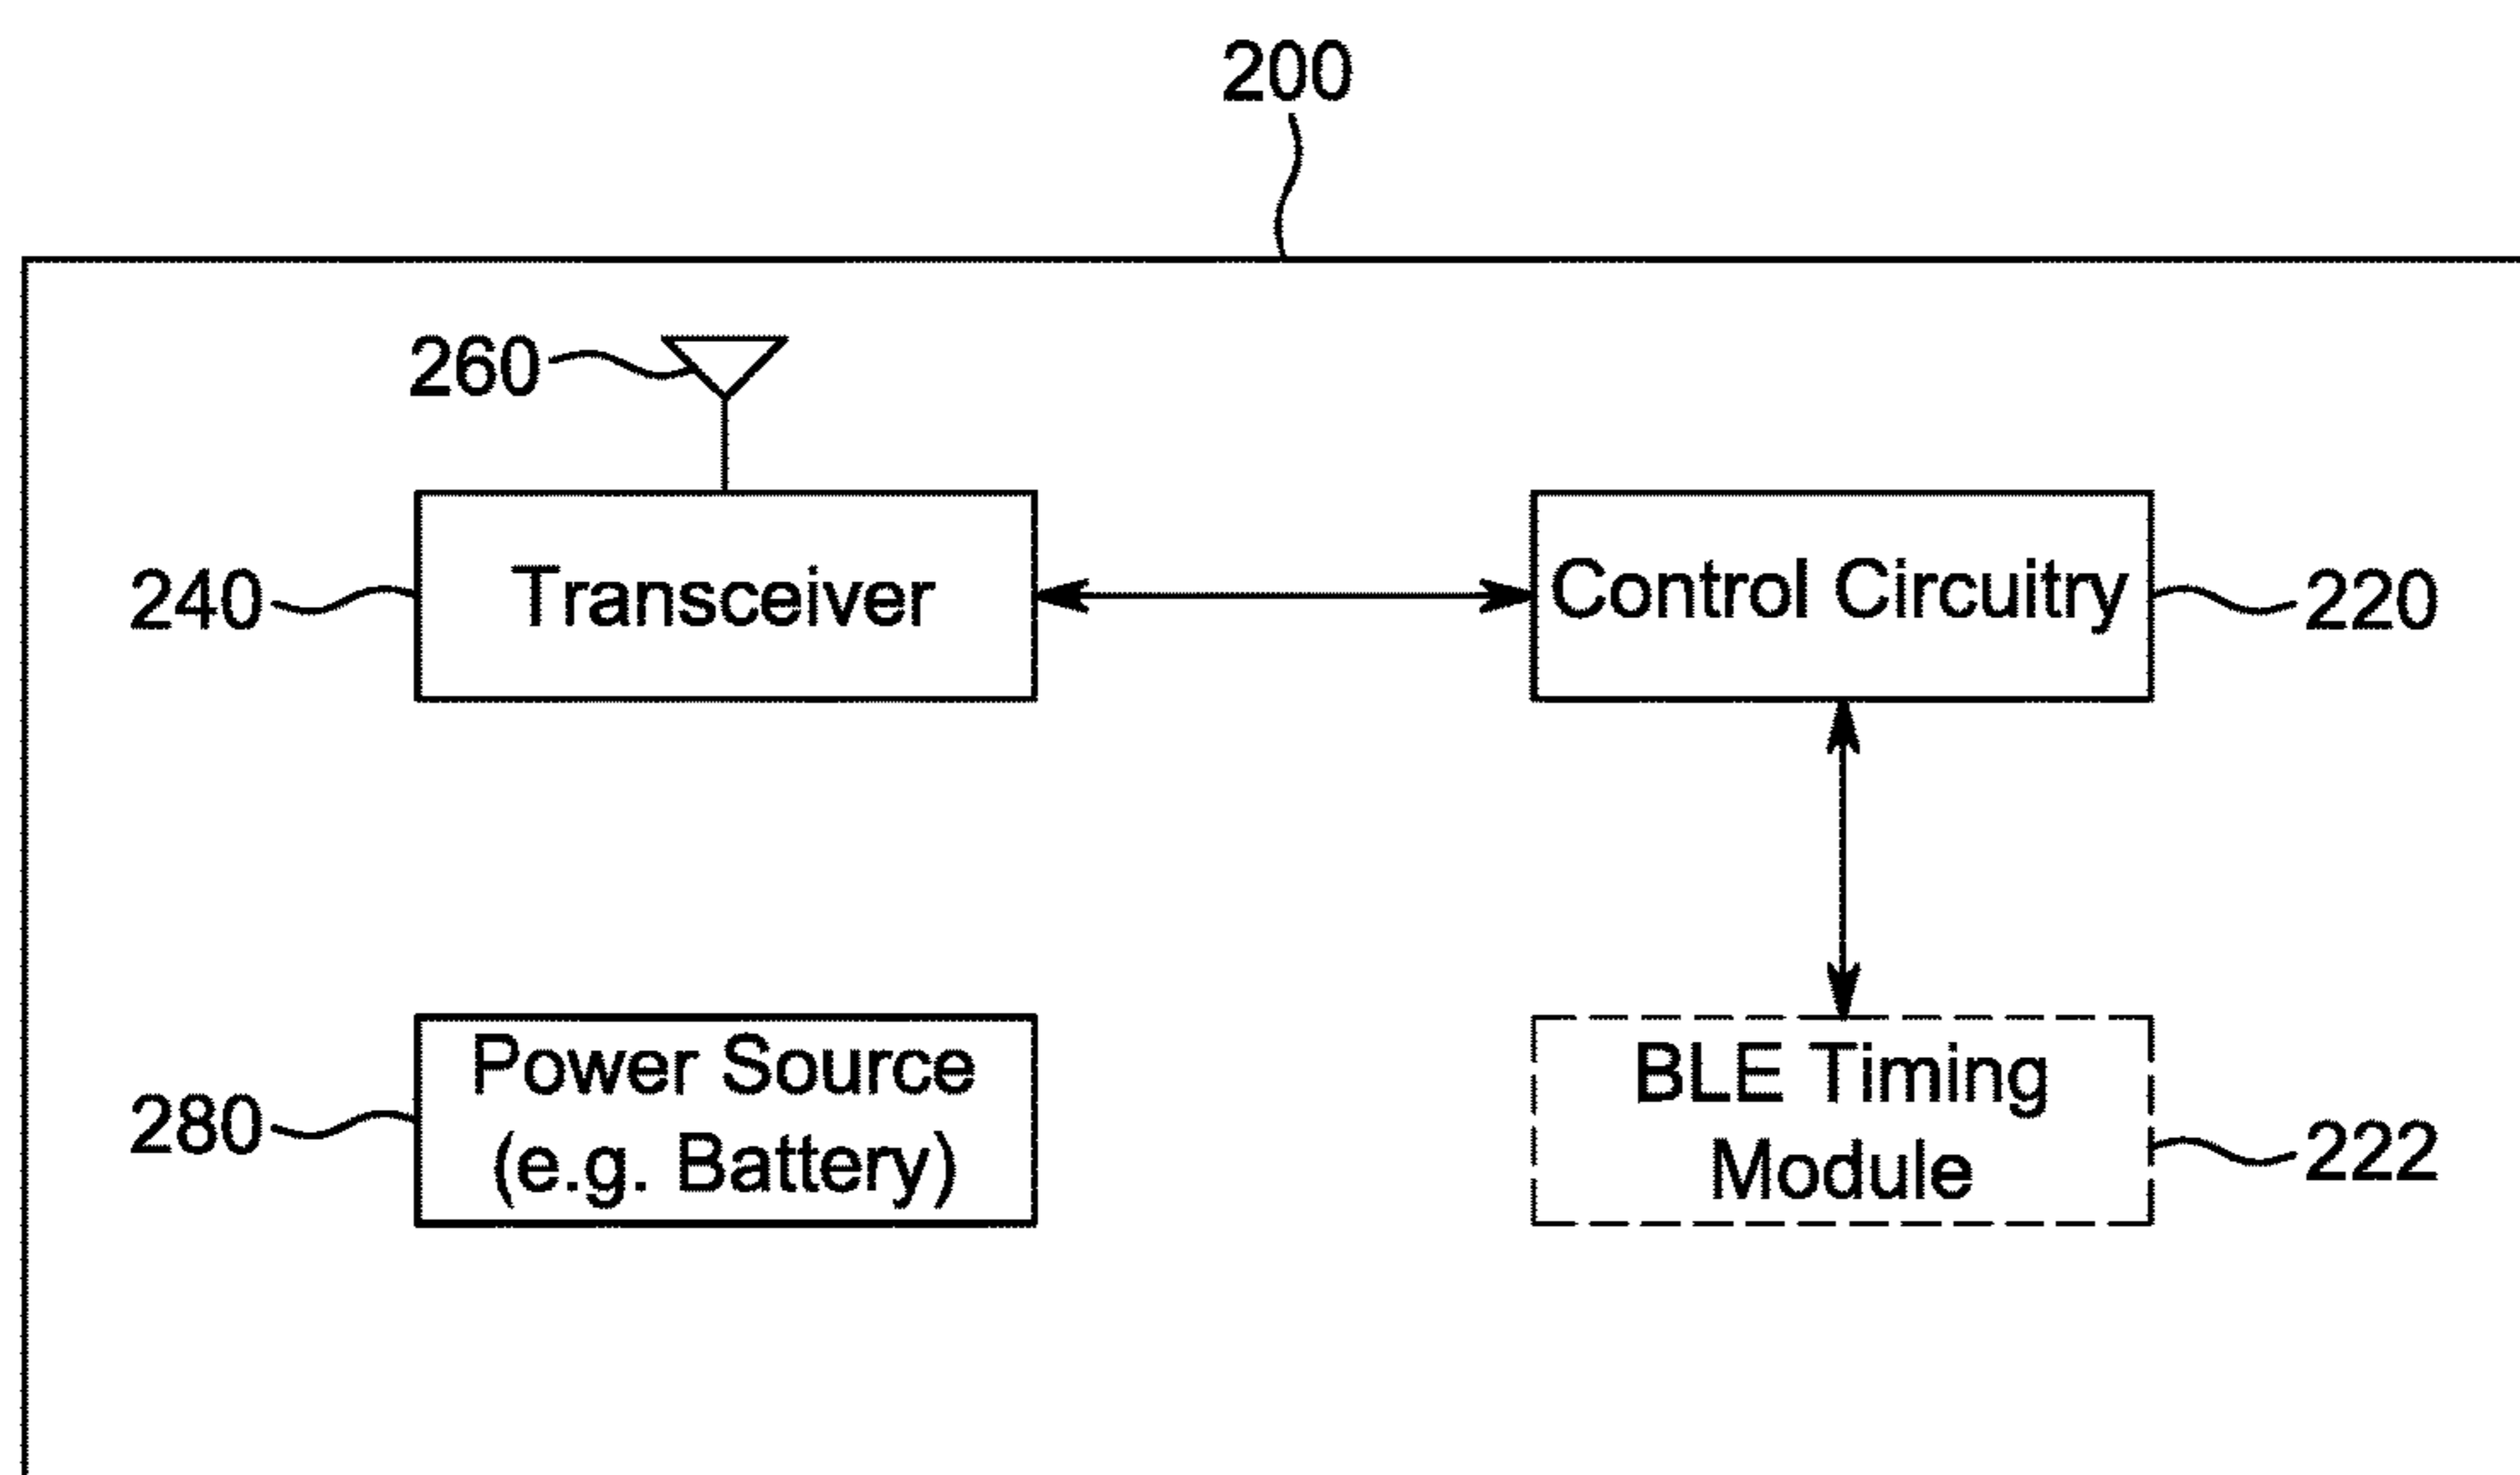 200
260
240
Transceiver
Control Circuitry
220
280
Power Source
(e.g. Battery)
BLE Timing
Module
222